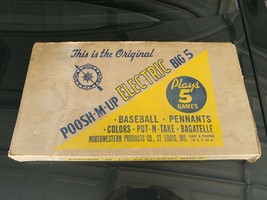 This is the Original
POOSH-M-UP ELECTRIC BIG 5
Plays
5
GAMES
• BASEBALL • PENNANTS
• COLORS • PUT-N-TAKE • BAGATELLE
NORTHWESTERN PRODUCTS CO., ST. LOUIS, MO.